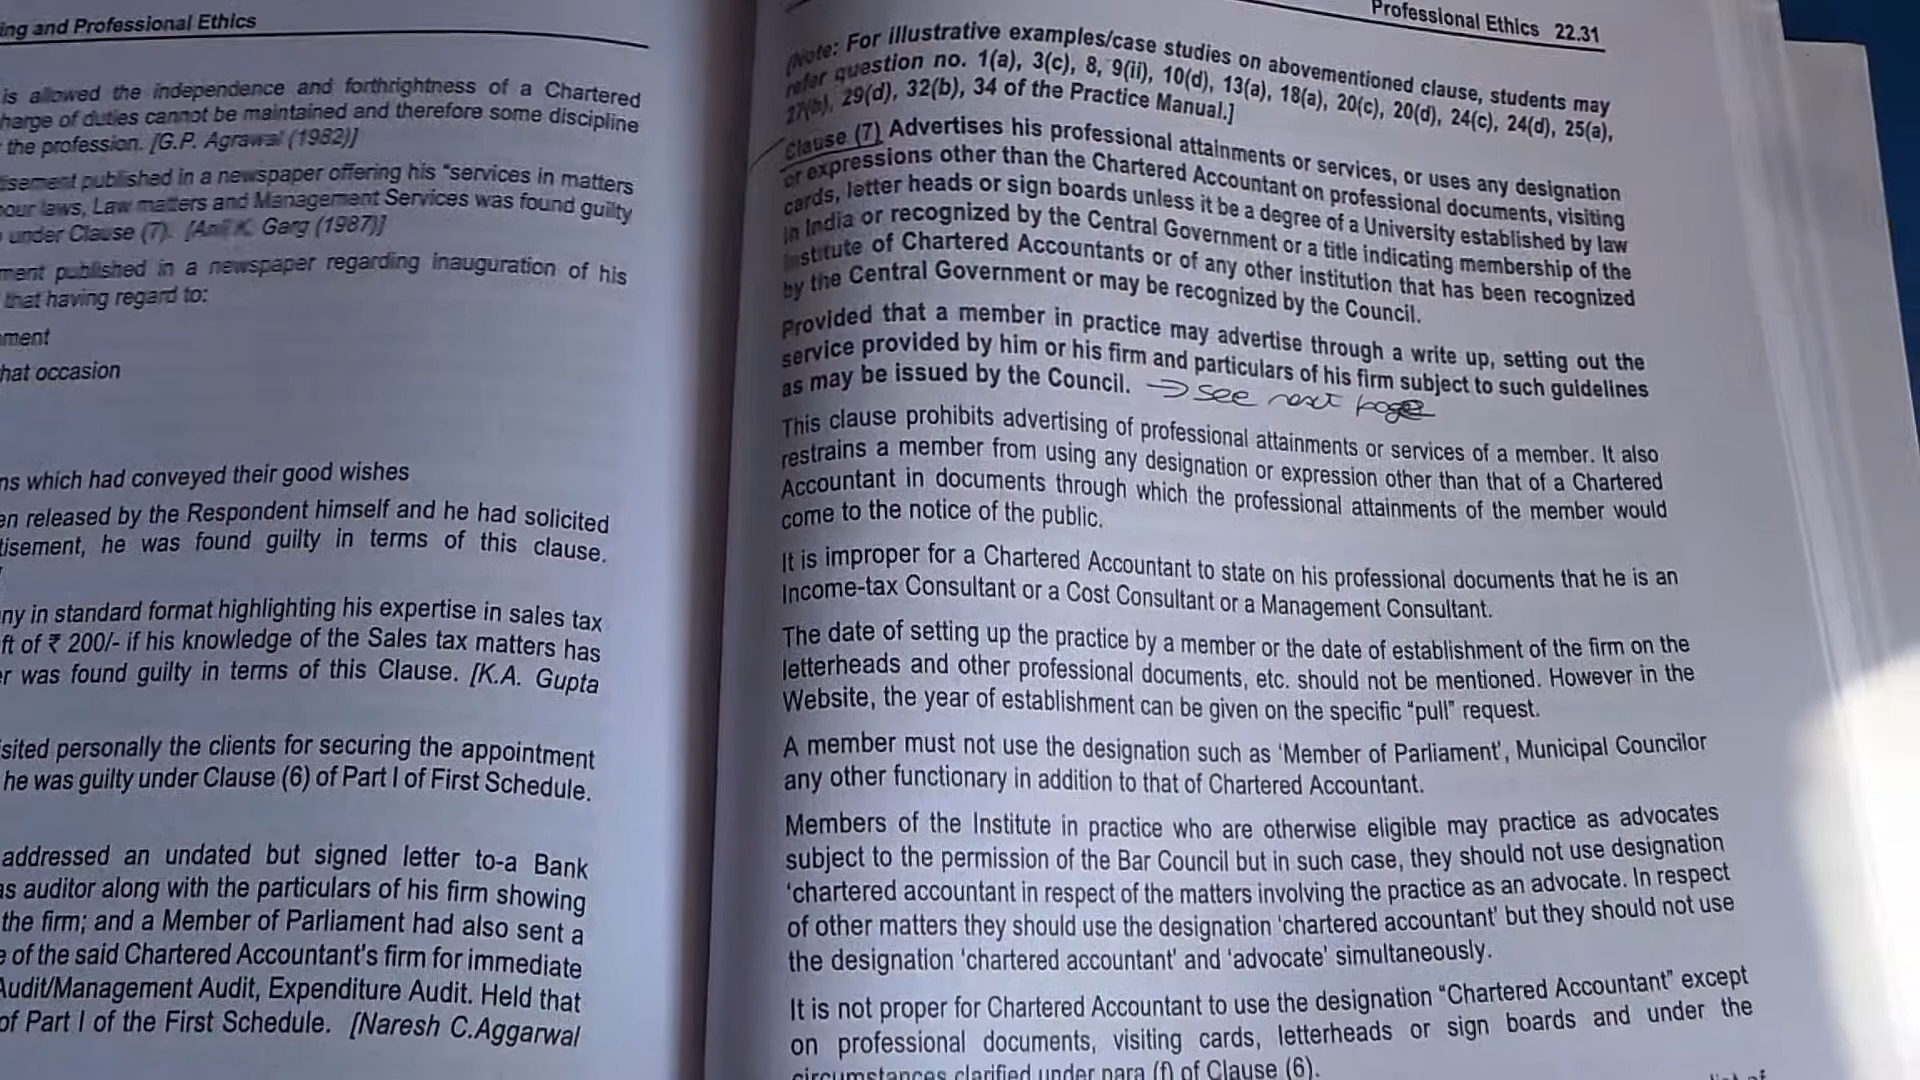 ing and Professional Ethics
is allowed the independence and forthrightness of a Chartered
harge of duties cannot be maintained and therefore some discipline
the profession. [G.P. Agrawal (1982)]
isement published in a newspaper offering his "services in matters
our laws, Law matters and Management Services was found guilty
under Clause (7). [Anil K. Garg (1987)]
ment published in a newspaper regarding inauguration of his
that having regard to:
ment
hat occasion
ns which had conveyed their good wishes
en released by the Respondent himself and he had solicited
tisement, he was found guilty in terms of this clause.
ny in standard format highlighting his expertise in sales tax
ft of ₹ 200/- if his knowledge of the Sales tax matters has
er was found guilty in terms of this Clause. [K.A. Gupta
isited personally the clients for securing the appointment
he was guilty under Clause (6) of Part I of First Schedule.
addressed an undated but signed letter to-a Bank
as auditor along with the particulars of his firm showing
the firm; and a Member of Parliament had also sent a
e of the said Chartered Accountant's firm for immediate
Audit/Management Audit, Expenditure Audit. Held that
of Part I of the First Schedule. [Naresh C.Aggarwal
Professional Ethics 22.31
[Note: For illustrative examples/case studies on abovementioned clause, students may
refer question no. 1(a), 3(c), 8, 9(ii), 10(d), 13(a), 18(a), 20(c), 20(d), 24(c), 24(d), 25(a),
27(b), 29(d), 32(b), 34 of the Practice Manual.]
Clause (7) Advertises his professional attainments or services, or uses any designation
or expressions other than the Chartered Accountant on professional documents, visiting
cards, letter heads or sign boards unless it be a degree of a University established by law
in India or recognized by the Central Government or a title indicating membership of the
Institute of Chartered Accountants or of any other institution that has been recognized
by the Central Government or may be recognized by the Council.
Provided that a member in practice may advertise through a write up, setting out the
service provided by him or his firm and particulars of his firm subject to such guidelines
as may be issued by the Council. → see next page
This clause prohibits advertising of professional attainments or services of a member. It also
restrains a member from using any designation or expression other than that of a Chartered
Accountant in documents through which the professional attainments of the member would
come to the notice of the public.
It is improper for a Chartered Accountant to state on his professional documents that he is an
Income-tax Consultant or a Cost Consultant or a Management Consultant.
The date of setting up the practice by a member or the date of establishment of the firm on the
letterheads and other professional documents, etc. should not be mentioned. However in the
Website, the year of establishment can be given on the specific "pull" request.
A member must not use the designation such as 'Member of Parliament', Municipal Councilor
any other functionary in addition to that of Chartered Accountant.
Members of the Institute in practice who are otherwise eligible may practice as advocates
subject to the permission of the Bar Council but in such case, they should not use designation
'chartered accountant in respect of the matters involving the practice as an advocate. In respect
of other matters they should use the designation 'chartered accountant' but they should not use
the designation 'chartered accountant' and 'advocate' simultaneously.
It is not proper for Chartered Accountant to use the designation "Chartered Accountant" except
on professional documents, visiting cards, letterheads or sign boards and under the
circumstances clarified under para (f) of Clause (6).